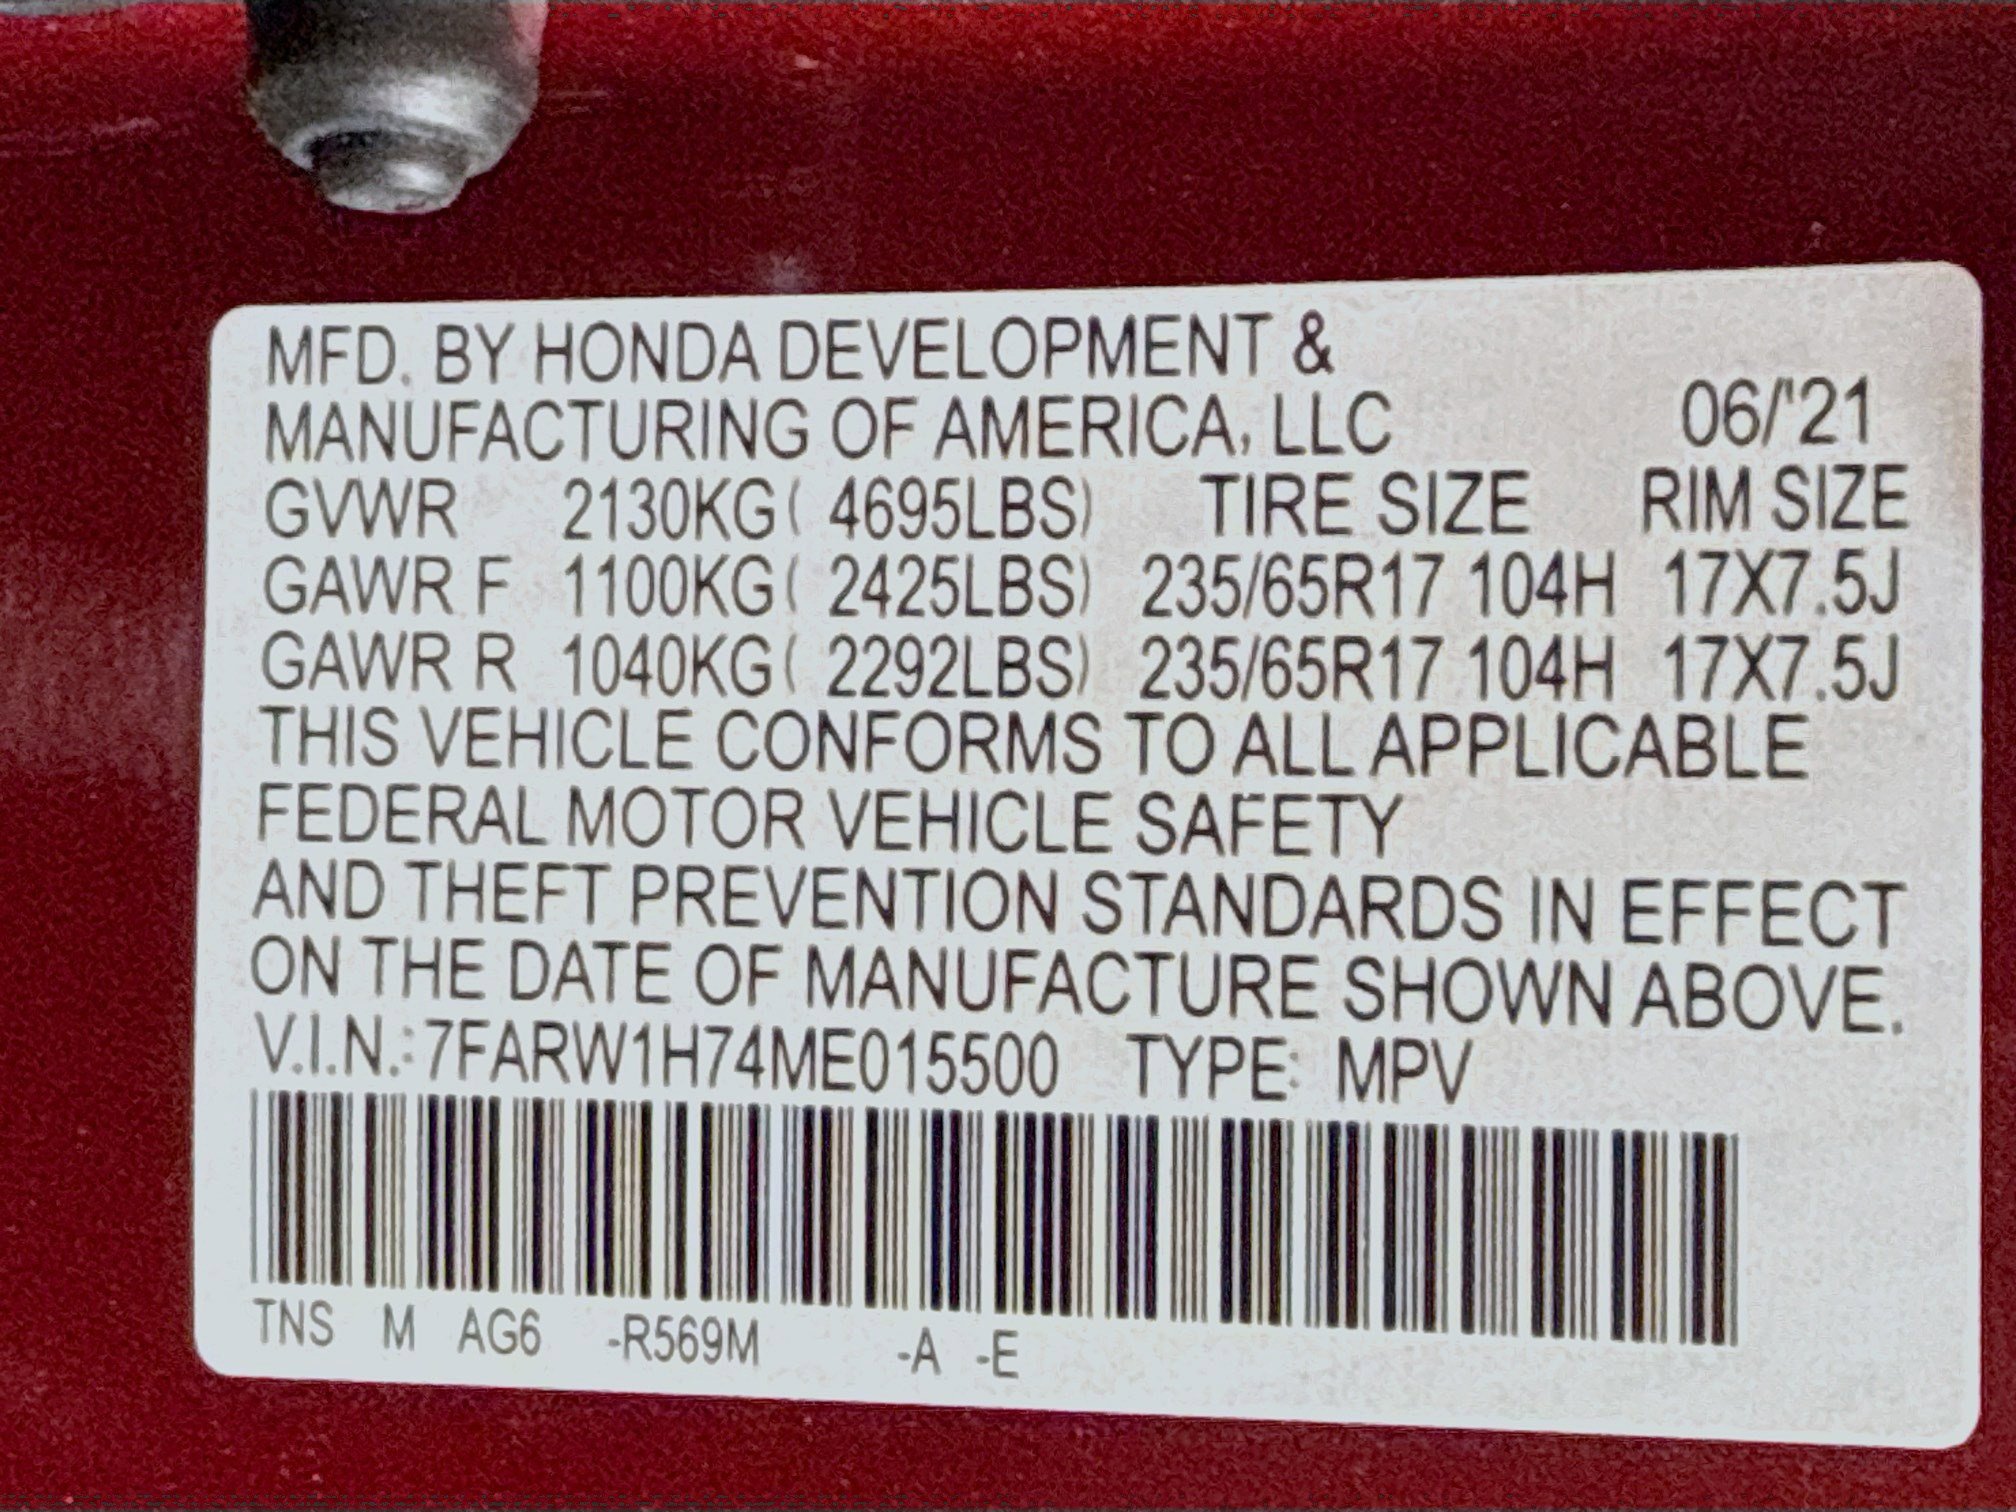 MFD. BY HONDA DEVELOPMENT &
MANUFACTURING OF AMERICA, LLC 06/'21
GVWR 2130KG( 4695LBS) TIRE SIZE RIM SIZE
GAWR F 1100KG( 2425LBS) 235/65R17 104H 17X7.5J
GAWR R 1040KG( 2292LBS) 235/65R17 104H 17X7.5J
THIS VEHICLE CONFORMS TO ALL APPLICABLE
FEDERAL MOTOR VEHICLE SAFETY
AND THEFT PREVENTION STANDARDS IN EFFECT
ON THE DATE OF MANUFACTURE SHOWN ABOVE.
V.I.N.:7FARW1H74ME015500 TYPE: MPV
TNS M AG6 -R569M -A -E